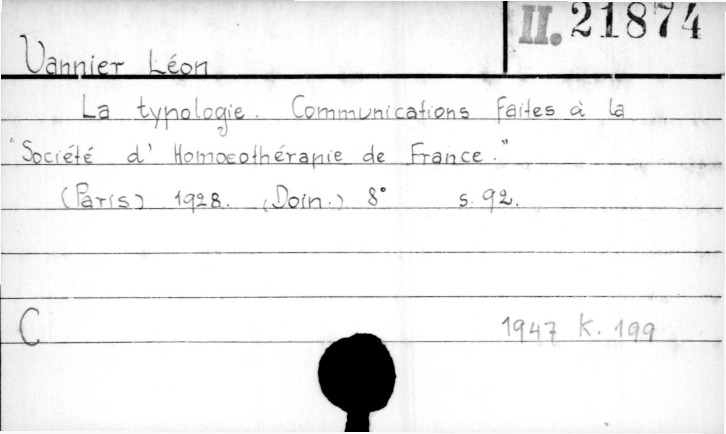 II. 21874
Vannier Léon
La typologie. Communications faites à la
"Société d' Homoeothérapie de France."
(Paris) 1928. (Doin.) 8° s. 92.
C 1947 K. 199